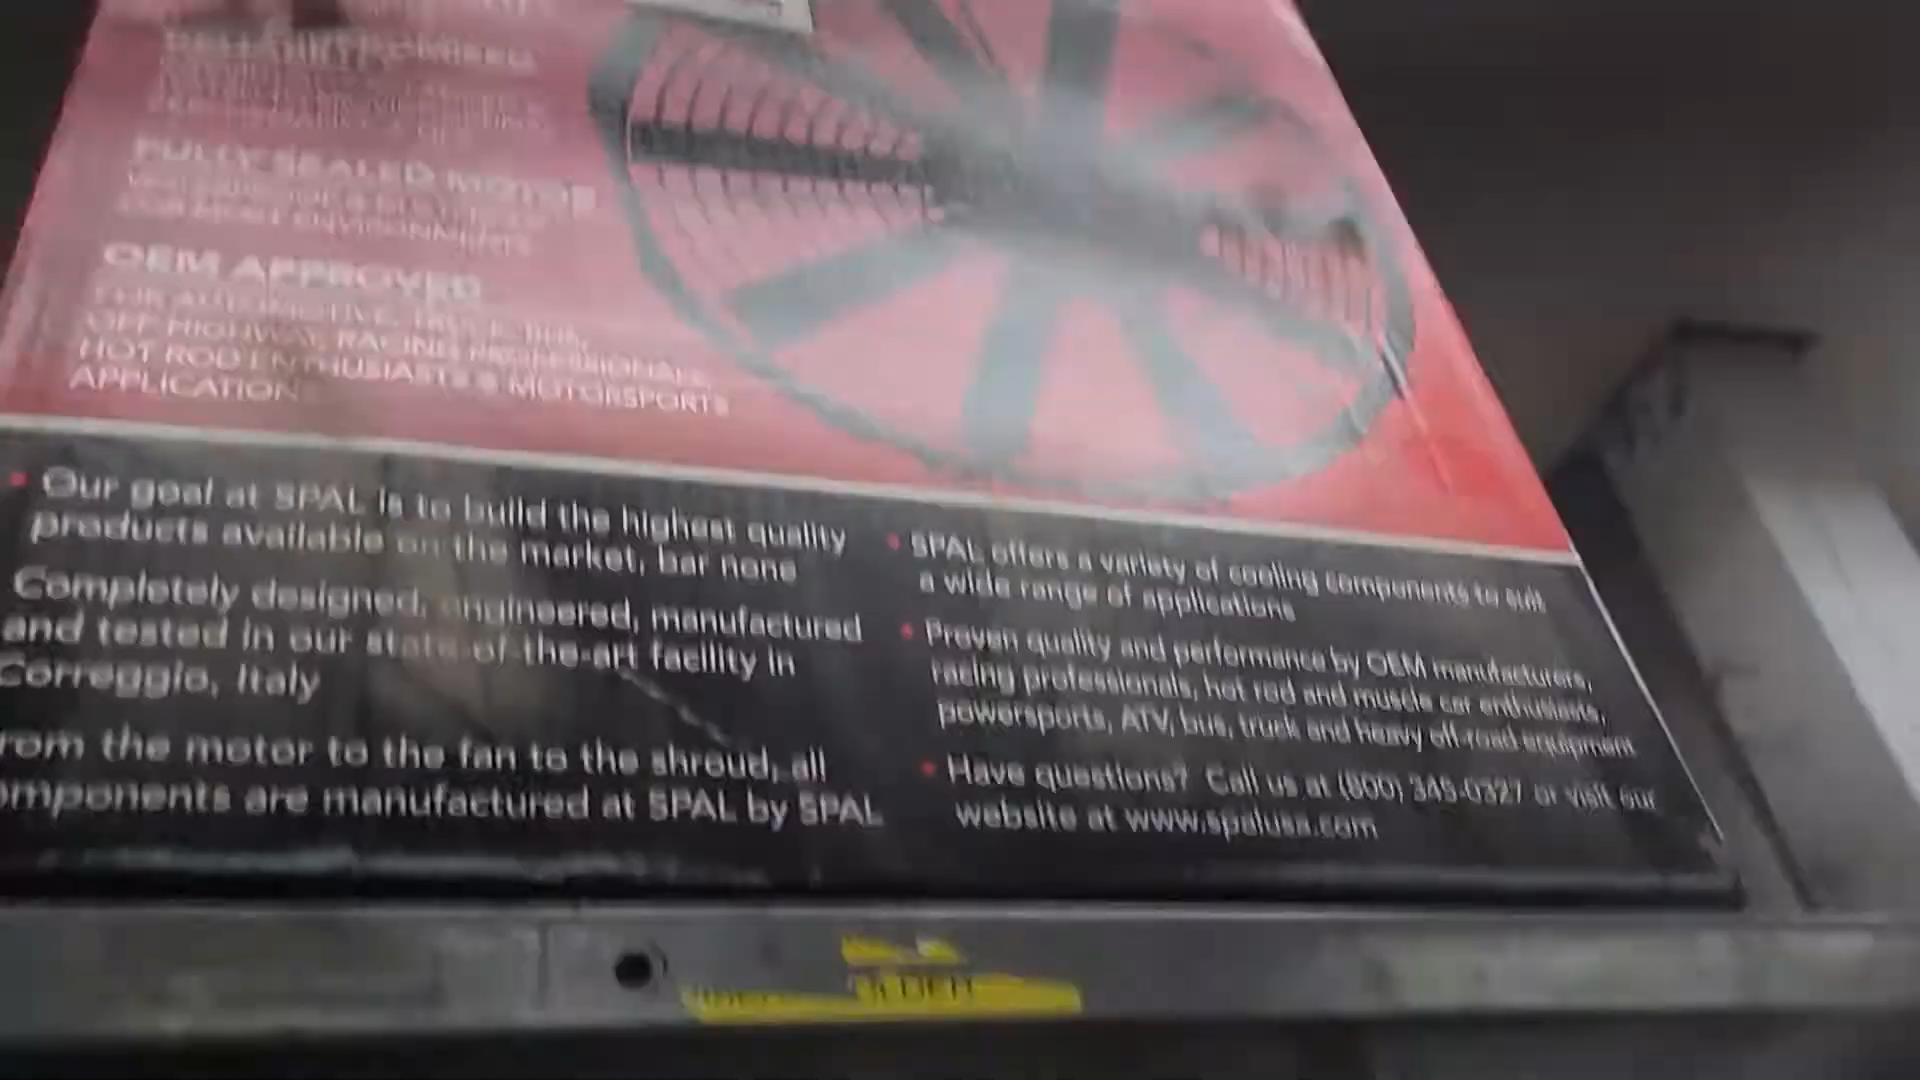 FULLY SEALED MOTOR
OEM APPROVED
FOR AUTOMOTIVE, TRUCK, BUS,
OFF HIGHWAY, RACING PROFESSIONALS,
HOT ROD ENTHUSIASTS & MOTORSPORTS
APPLICATION
Our goal at SPAL is to build the highest quality
products available on the market, bar none
Completely designed, engineered, manufactured
and tested in our state-of-the-art facility in
Correggio, Italy
rom the motor to the fan to the shroud, all
omponents are manufactured at SPAL by SPAL
SPAL offers a variety of cooling components to suit
a wide range of applications
Proven quality and performance by OEM manufacturers,
racing professionals, hot rod and muscle car enthusiasts,
powersports, ATV, bus, truck and heavy off-road equipment
Have questions? Call us at (800) 345-0327 or visit our
website at www.spalusa.com